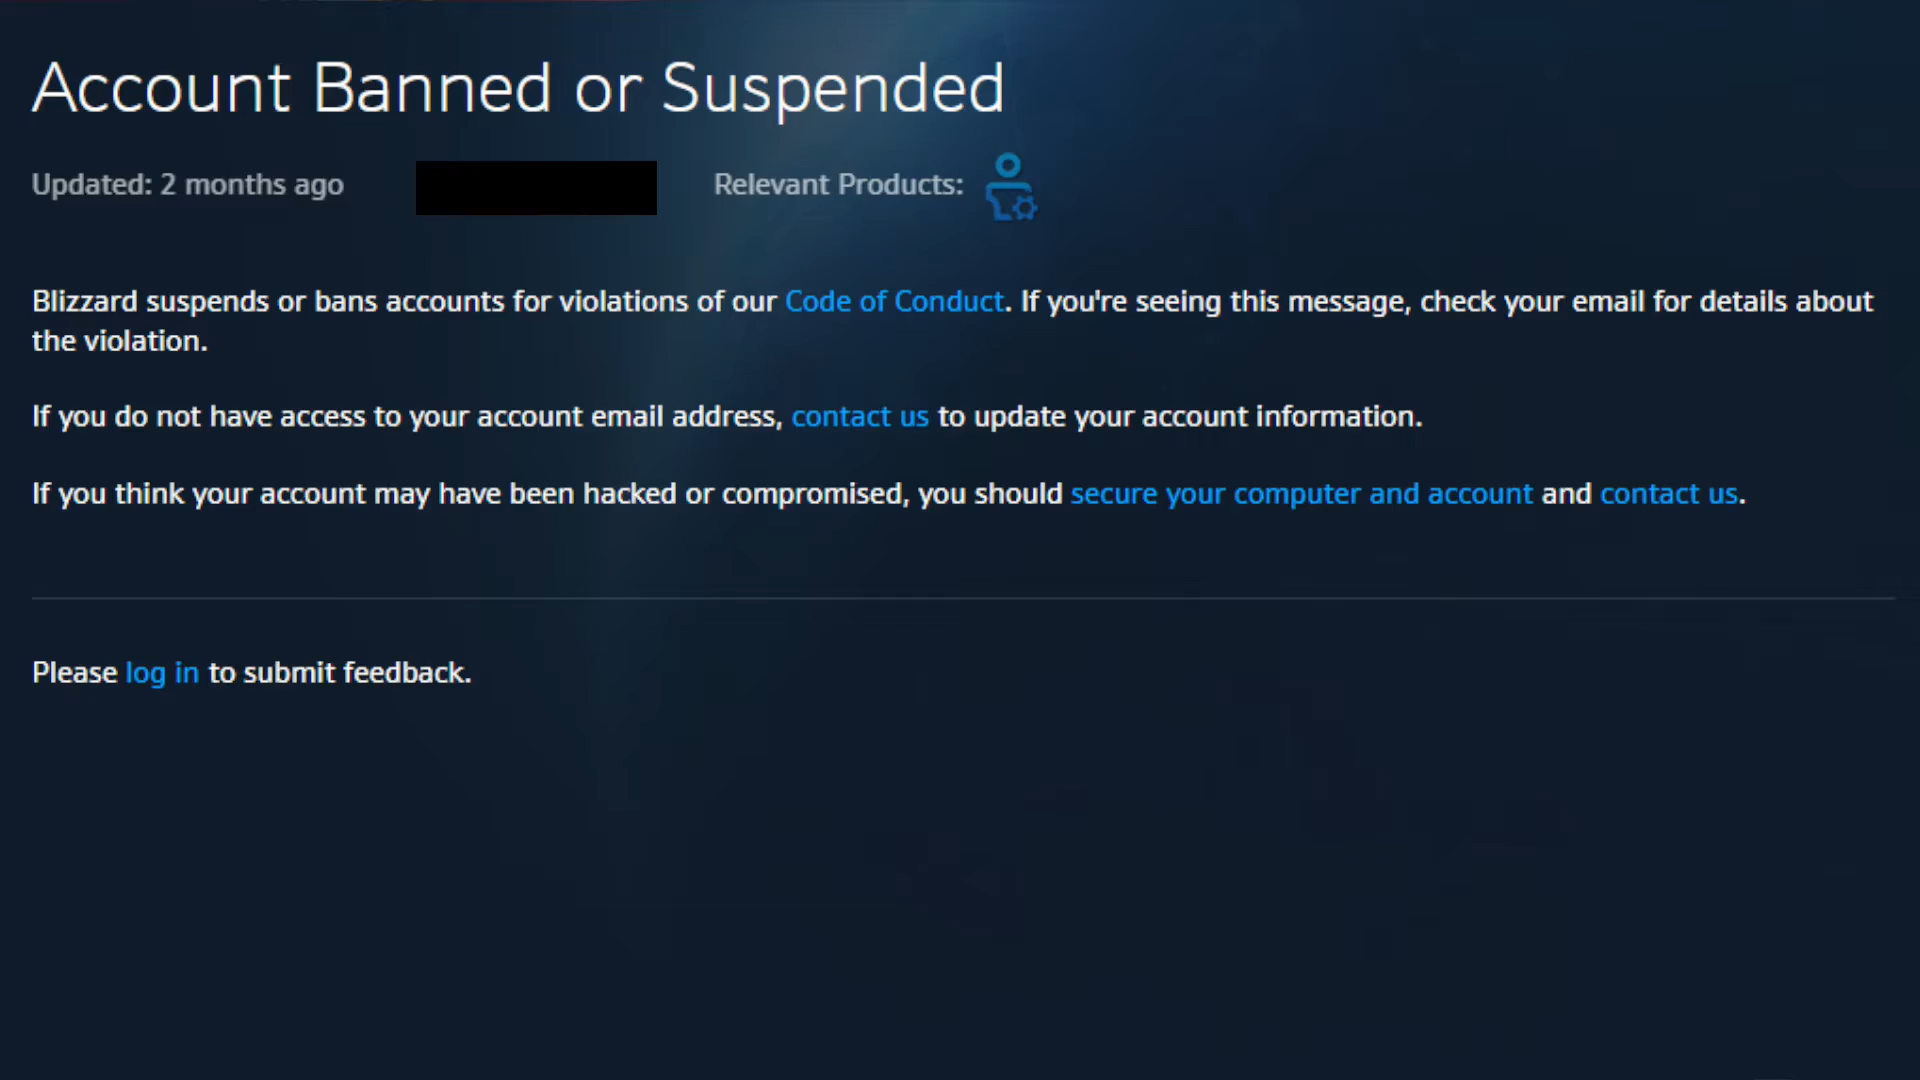 Account Banned or Suspended
Updated: 2 months ago Relevant Products:
Blizzard suspends or bans accounts for violations of our Code of Conduct. If you're seeing this message, check your email for details about
the violation.
If you do not have access to your account email address, contact us to update your account information.
If you think your account may have been hacked or compromised, you should secure your computer and account and contact us.
Please log in to submit feedback.